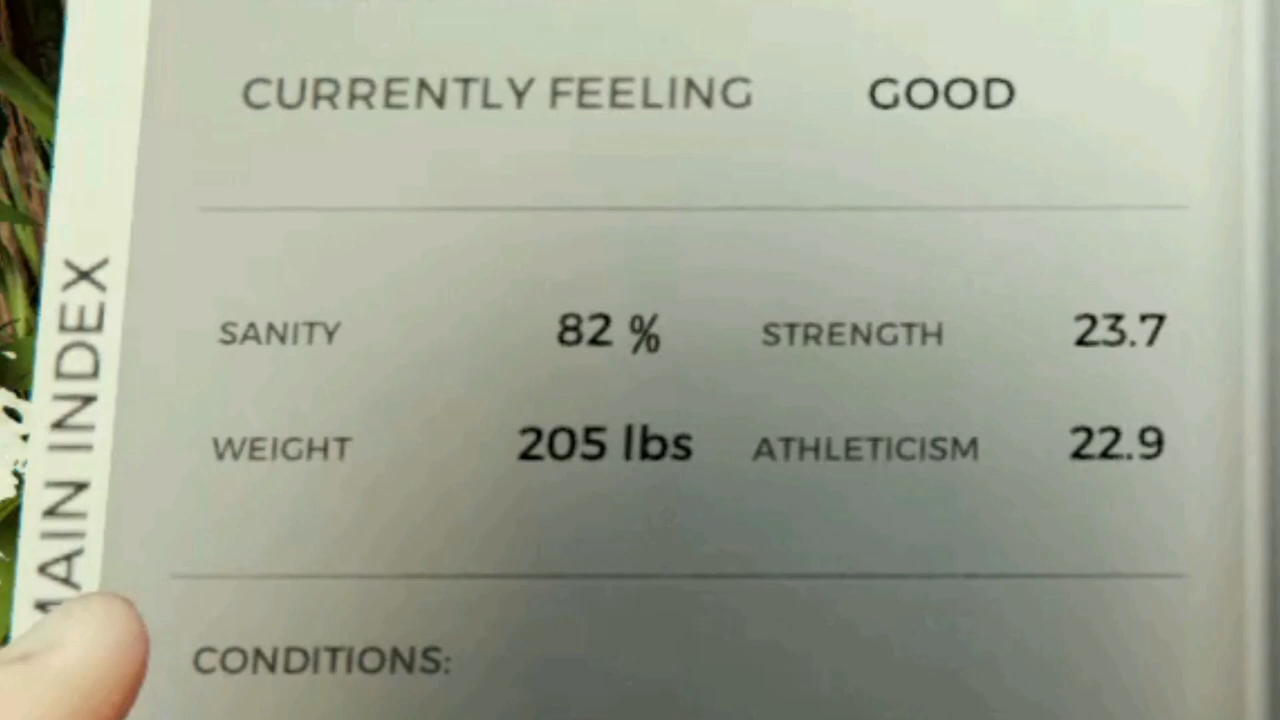 CURRENTLY FEELING GOOD
SANITY 82 % STRENGTH 23.7
WEIGHT 205 lbs ATHLETICISM 22.9
CONDITIONS:
MAIN INDEX